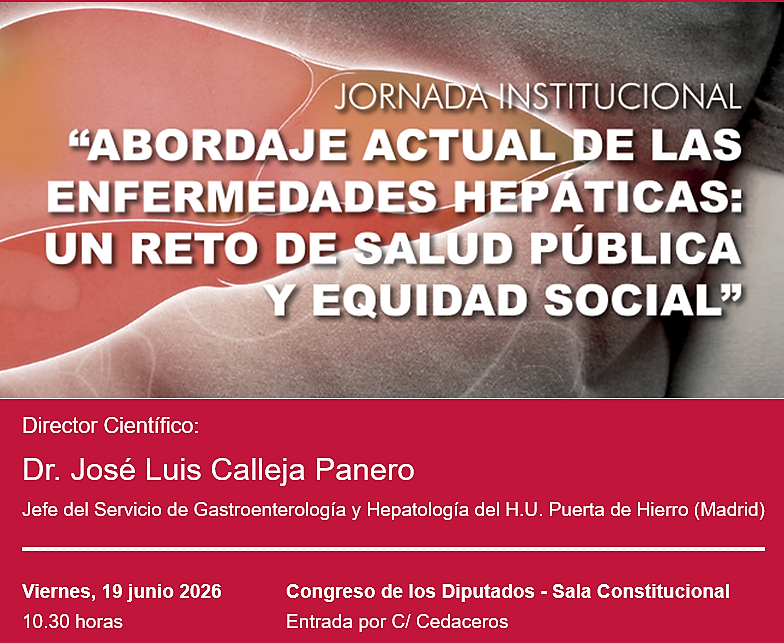 JORNADA INSTITUCIONAL
“ABORDAJE ACTUAL DE LAS
ENFERMEDADES HEPÁTICAS:
UN RETO DE SALUD PÚBLICA
Y EQUIDAD SOCIAL”
Director Científico:
Dr. José Luis Calleja Panero
Jefe del Servicio de Gastroenterología y Hepatología del H.U. Puerta de Hierro (Madrid)
Viernes, 19 junio 2026
Congreso de los Diputados - Sala Constitucional
10.30 horas
Entrada por C/ Cedaceros